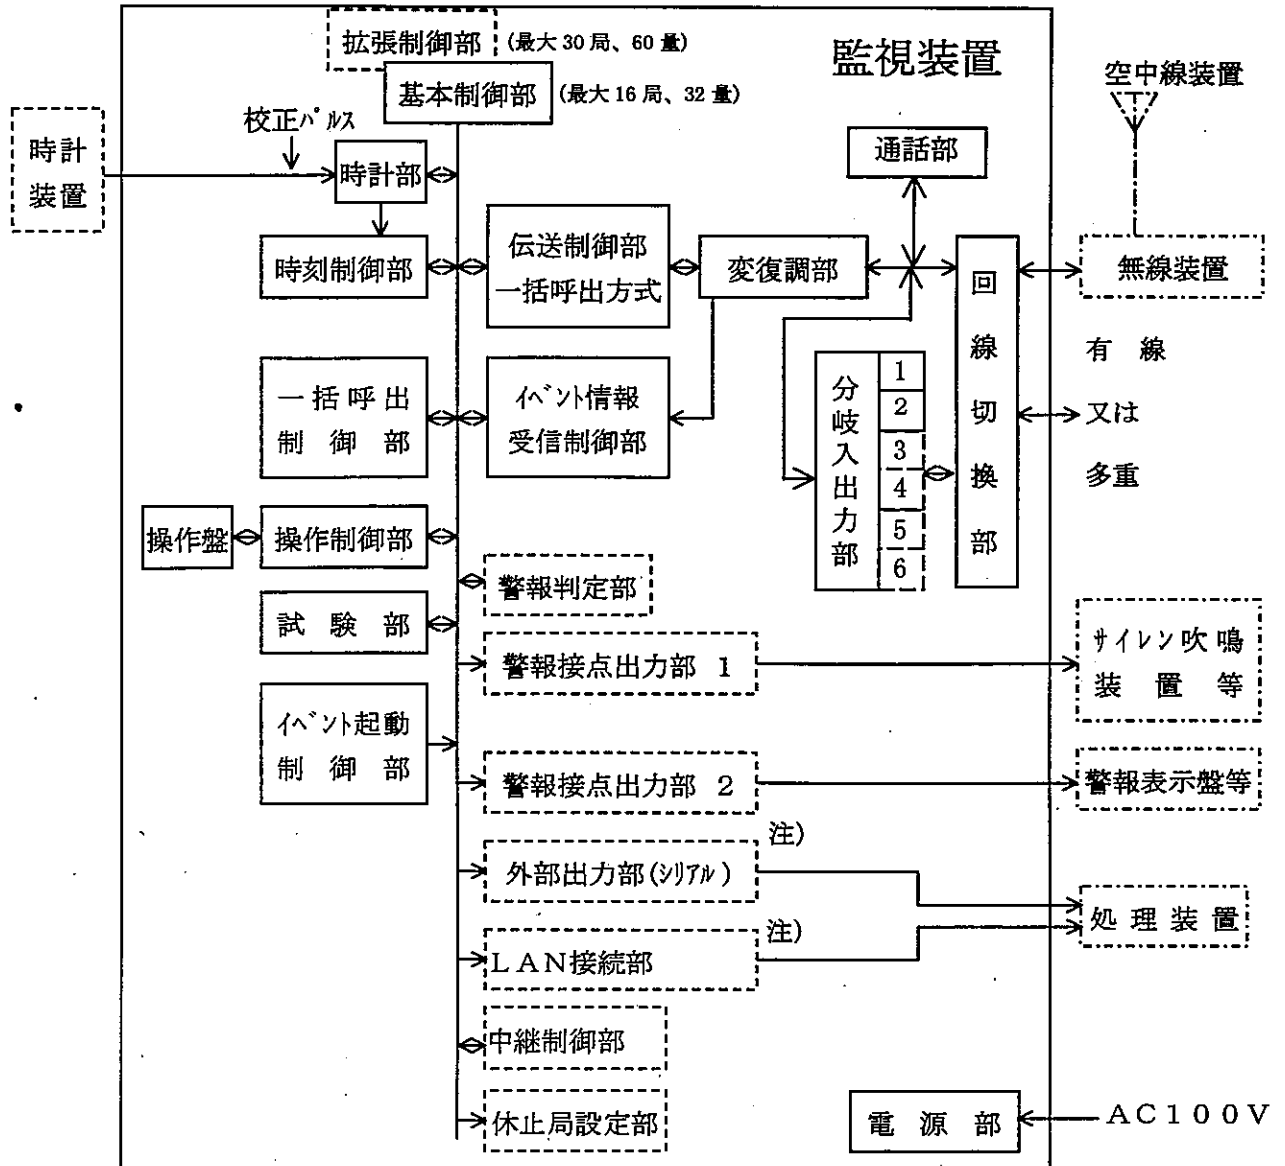 拡張制御部 (最大 30 局、60 量)
監視装置
基本制御部 (最大 16 局、32 量)
空中線装置
校正パルス
時計
装置
時計部
通話部
時刻制御部
伝送制御部
一括呼出方式
変復調部
回線切換部
無線装置
有線
又は
多重
一括呼出
制御部
イベント情報
受信制御部
分岐入出力部
1
2
3
4
5
6
操作盤
操作制御部
警報判定部
試験部
警報接点出力部 1
サイレン吹鳴
装置等
イベント起動
制御部
警報接点出力部 2
警報表示盤等
注)
外部出力部(シリアル)
処理装置
注)
LAN接続部
中継制御部
休止局設定部
電源部
AC100V